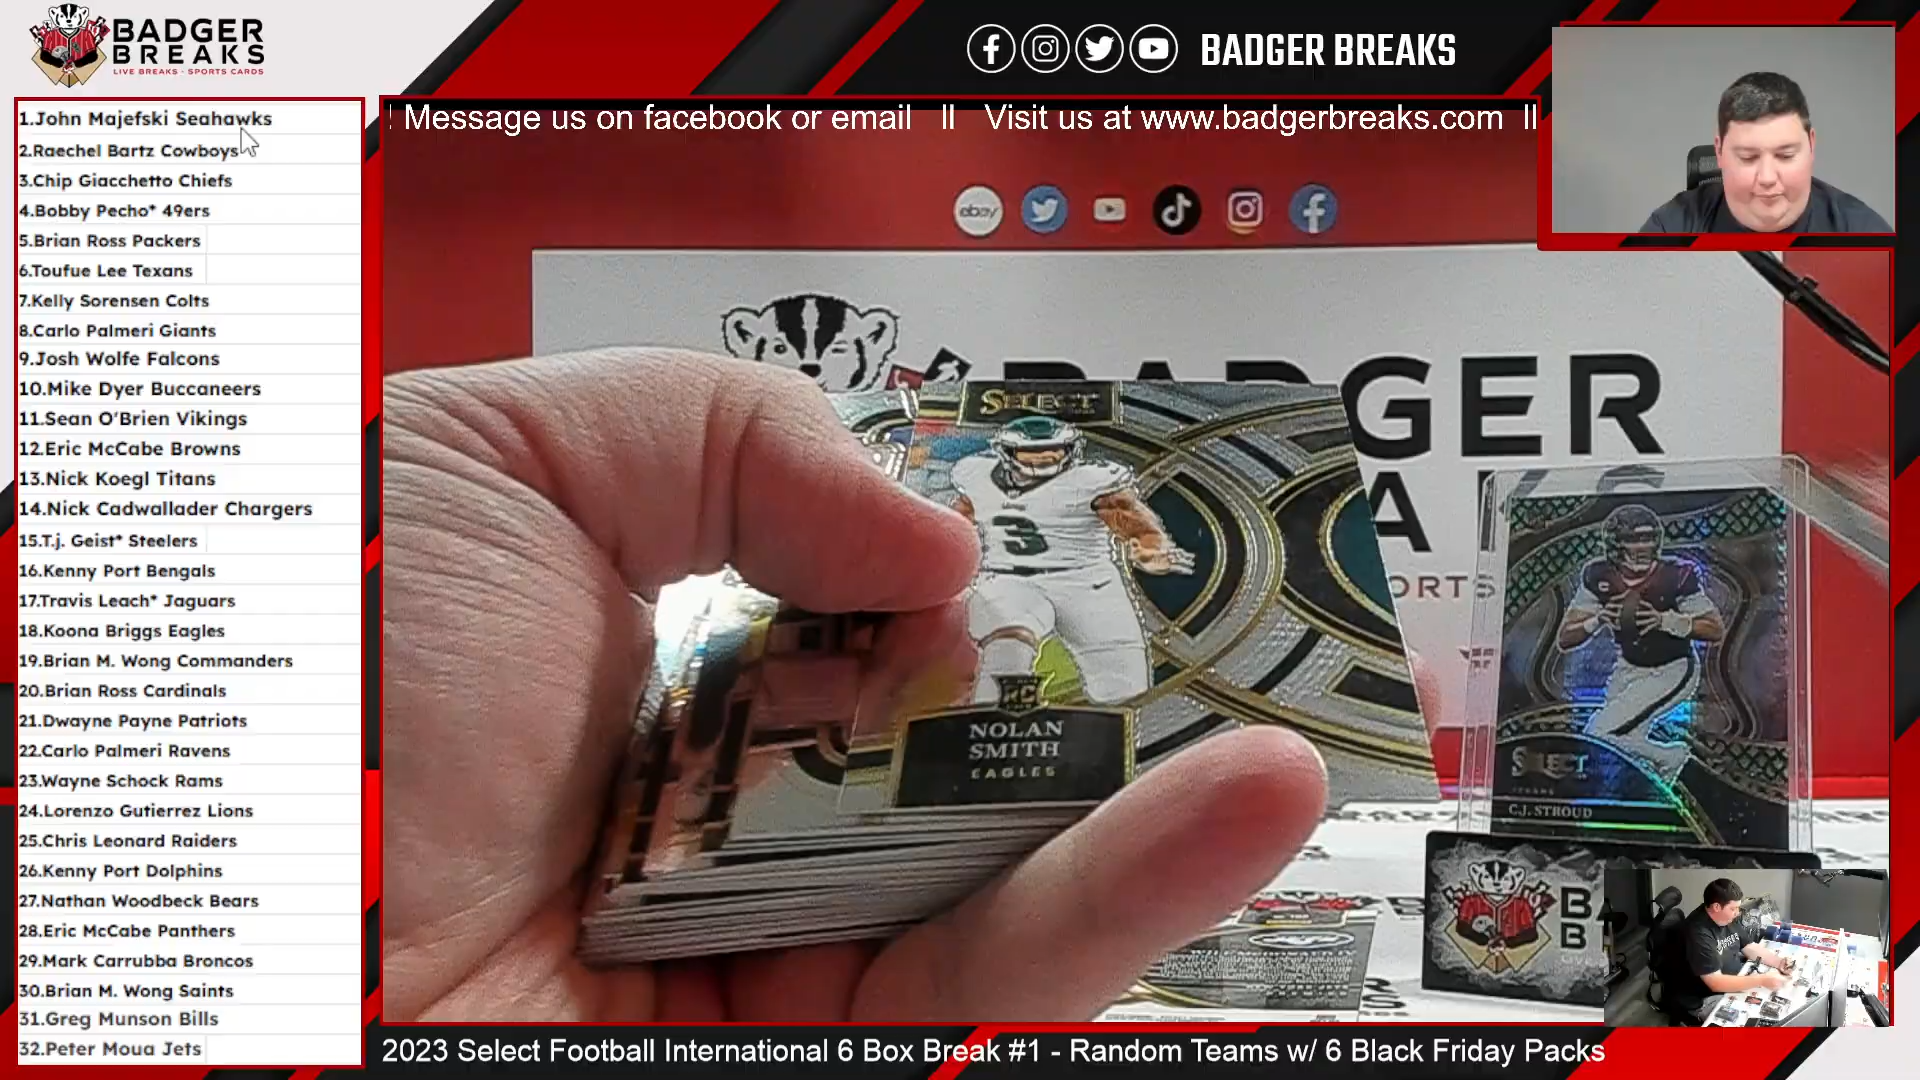 BADGER
BREAKS
LIVE BREAKS - SPORTS CARDS
BADGER BREAKS
Message us on facebook or email ll Visit us at www.badgerbreaks.com ll
1.John Majefski Seahawks
2.Raechel Bartz Cowboys
3.Chip Giacchetto Chiefs
4.Bobby Pecho* 49ers
5.Brian Ross Packers
6.Toufue Lee Texans
7.Kelly Sorensen Colts
8.Carlo Palmeri Giants
9.Josh Wolfe Falcons
10.Mike Dyer Buccaneers
11.Sean O'Brien Vikings
12.Eric McCabe Browns
13.Nick Koegl Titans
14.Nick Cadwallader Chargers
15.T.j. Geist* Steelers
16.Kenny Port Bengals
17.Travis Leach* Jaguars
18.Koona Briggs Eagles
19.Brian M. Wong Commanders
20.Brian Ross Cardinals
21.Dwayne Payne Patriots
22.Carlo Palmeri Ravens
23.Wayne Schock Rams
24.Lorenzo Gutierrez Lions
25.Chris Leonard Raiders
26.Kenny Port Dolphins
27.Nathan Woodbeck Bears
28.Eric McCabe Panthers
29.Mark Carrubba Broncos
30.Brian M. Wong Saints
31.Greg Munson Bills
32.Peter Moua Jets
ebay
BADGER
SELECT
3
RC
NOLAN
SMITH
EAGLES
SELECT
TEXANS
C.J. STROUD
2023 Select Football International 6 Box Break #1 - Random Teams w/ 6 Black Friday Packs